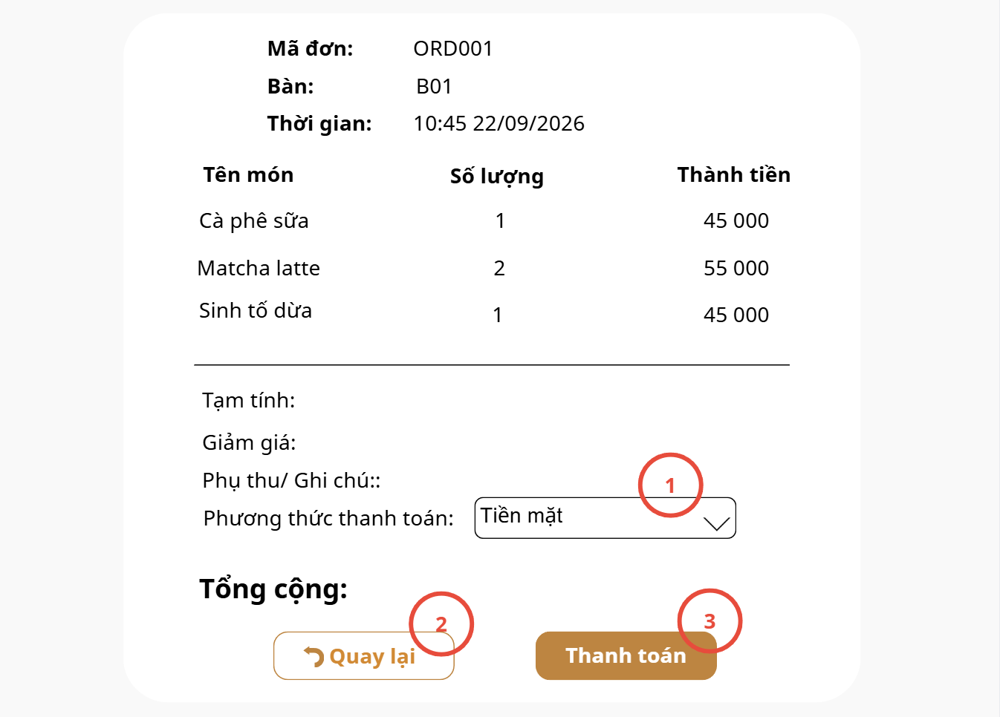 Mã đơn: ORD001
Bàn: B01
Thời gian: 10:45 22/09/2026
Tên món Số lượng Thành tiền
Cà phê sữa 1 45 000
Matcha latte 2 55 000
Sinh tố dừa 1 45 000
Tạm tính:
Giảm giá:
Phụ thu/ Ghi chú::
1
Phương thức thanh toán: Tiền mặt
Tổng cộng:
2 3
Quay lại Thanh toán